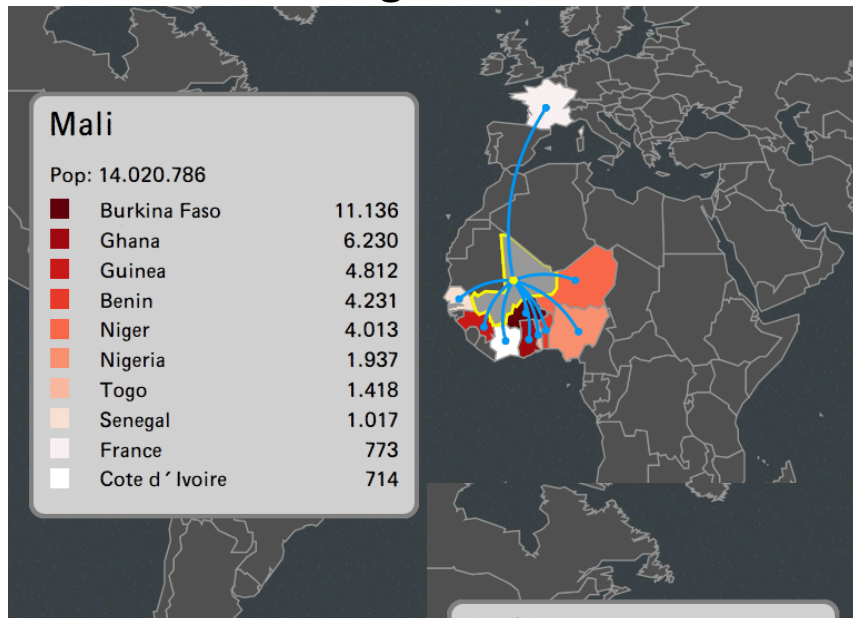 Mali
Pop: 14.020.786
Burkina Faso 11.136
Ghana 6.230
Guinea 4.812
Benin 4.231
Niger 4.013
Nigeria 1.937
Togo 1.418
Senegal 1.017
France 773
Cote d´Ivoire 714